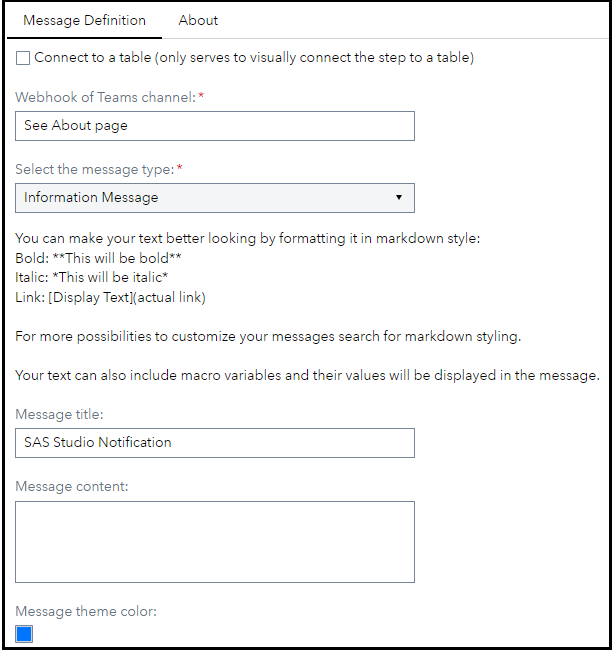 Message Definition About
Connect to a table (only serves to visually connect the step to a table)
Webhook of Teams channel:*
See About page
Select the message type:*
Information Message
You can make your text better looking by formatting it in markdown style:
Bold: **This will be bold**
Italic: *This will be italic*
Link: [Display Text](actual link)
For more possibilities to customize your messages search for markdown styling.
Your text can also include macro variables and their values will be displayed in the message.
Message title:
SAS Studio Notification
Message content:
Message theme color: